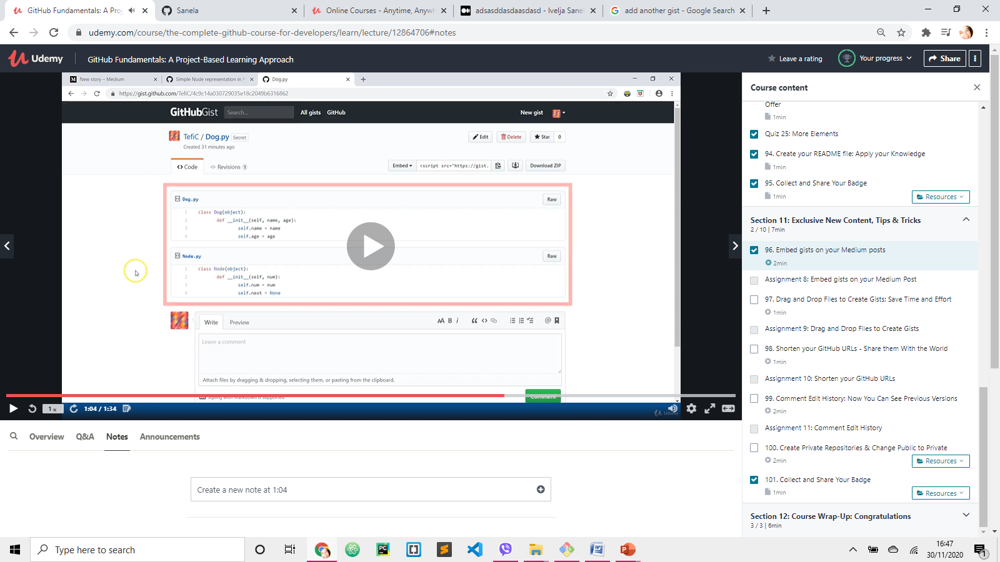 GitHub Fundamentals: A Proj
Sanela
Online Courses - Anytime, Anywh
adsasddasdaasdasd - Ivelja Sanel
add another gist - Google Search
udemy.com/course/the-complete-github-course-for-developers/learn/lecture/12864706#notes
Udemy
GitHub Fundamentals: A Project-Based Learning Approach
Leave a rating
Your progress
Share
New story – Medium
Simple Node representation in P
Dog.py
https://gist.github.com/TefiC/4c9c14a030729035e18c2049b6316862
GitHubGist
Search...
All gists
GitHub
New gist
TefiC / Dog.py Secret
Created 31 minutes ago
Edit
Delete
Star 0
Code
Revisions 1
Embed
<script src="https://gist.
Download ZIP
Dog.py
Raw
1 class Dog(object):
2 def __init__(self, name, age):
3 self.name = name
4 self.age = age
Node.py
Raw
1 class Node(object):
2 def __init__(self, num):
3 self.num = num
4 self.next = None
Write
Preview
AA B i
Leave a comment
Attach files by dragging & dropping, selecting them, or pasting from the clipboard.
Styling with Markdown is supported
Comment
1x
1:04 / 1:34
Udemy
Overview
Q&A
Notes
Announcements
Create a new note at 1:04
Course content
Offer
1min
Quiz 25: More Elements
94. Create your README file: Apply your Knowledge
1min
95. Collect and Share Your Badge
1min
Resources
Section 11: Exclusive New Content, Tips & Tricks
2 / 10 | 7min
96. Embed gists on your Medium posts
2min
Assignment 8: Embed gists on your Medium Post
97. Drag and Drop Files to Create Gists: Save Time and Effort
1min
Assignment 9: Drag and Drop Files to Create Gists
98. Shorten your GitHub URLs - Share them With the World
1min
Assignment 10: Shorten your GitHub URLs
99. Comment Edit History: Now You Can See Previous Versions
2min
Assignment 11: Comment Edit History
100. Create Private Repositories & Change Public to Private
2min
Resources
101. Collect and Share Your Badge
1min
Resources
Section 12: Course Wrap-Up: Congratulations
3 / 3 | 6min
Type here to search
16:47
30/11/2020
1